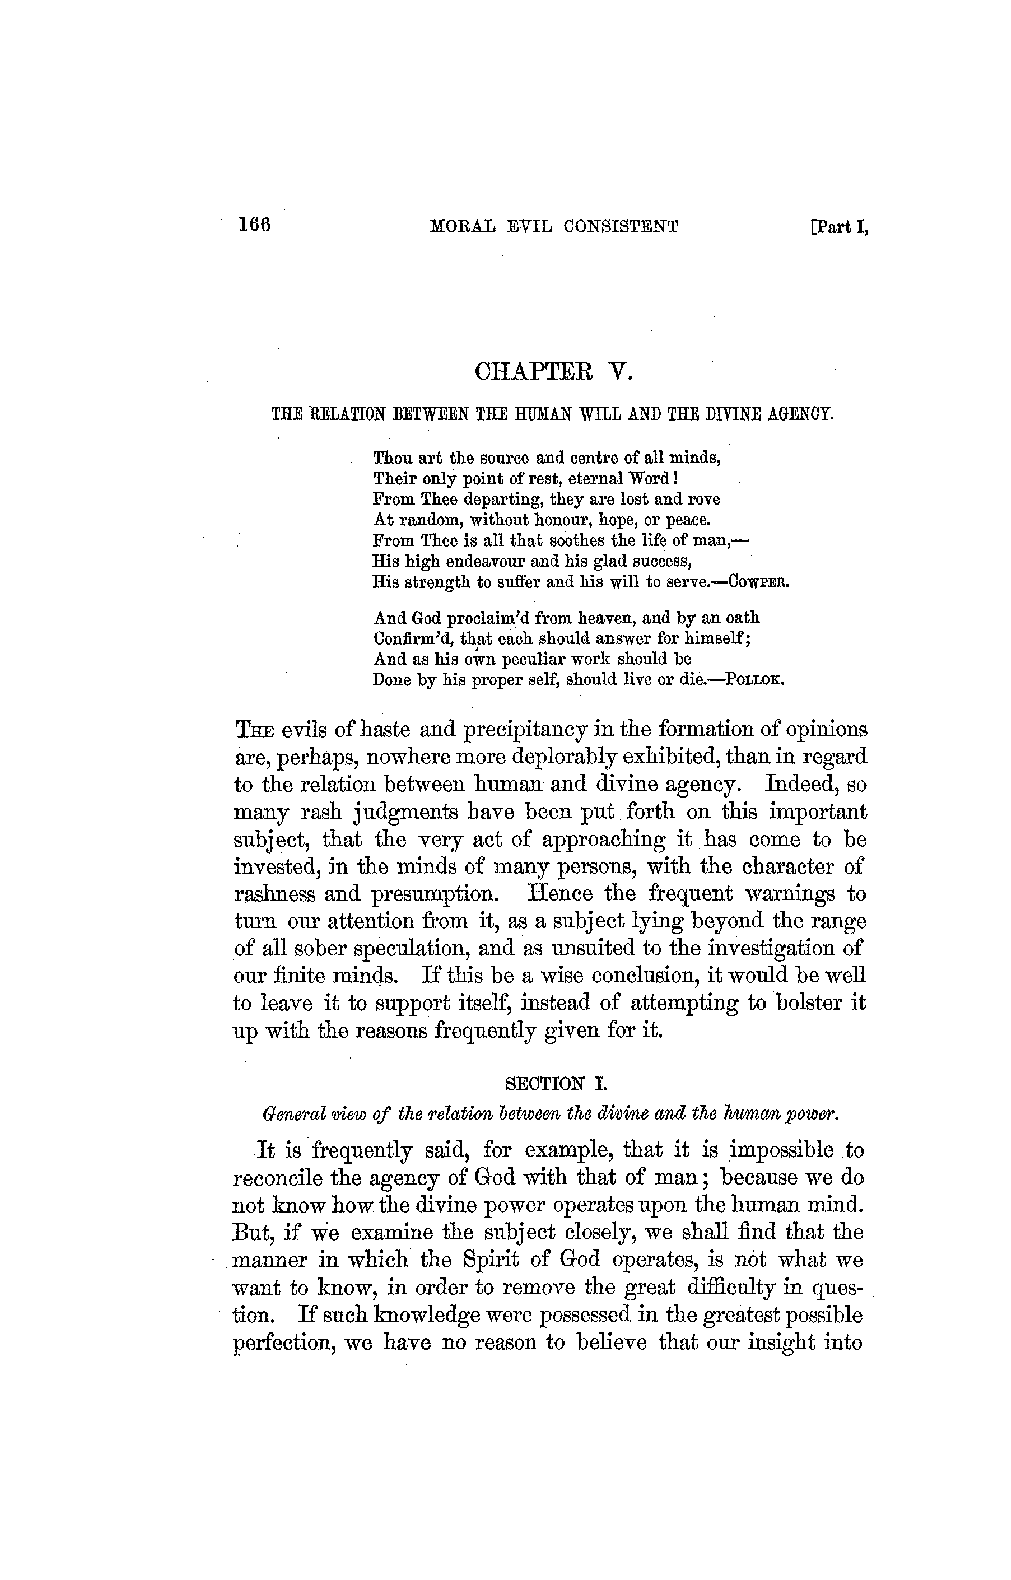 166 MORAL EVIL CONSISTENT [Part I,
CHAPTER V.
THE RELATION BETWEEN THE HUMAN WILL AND THE DIVINE AGENCY.
Thou art the source and centre of all minds,
Their only point of rest, eternal Word!
From Thee departing, they are lost and rove
At random, without honour, hope, or peace.
From Thee is all that soothes the life of man,—
His high endeavour and his glad success,
His strength to suffer and his will to serve.—COWPER.
And God proclaim'd from heaven, and by an oath
Confirm'd, that each should answer for himself;
And as his own peculiar work should be
Done by his proper self, should live or die.—POLLOK.
THE evils of haste and precipitancy in the formation of opinions
are, perhaps, nowhere more deplorably exhibited, than in regard
to the relation between human and divine agency. Indeed, so
many rash judgments have been put forth on this important
subject, that the very act of approaching it has come to be
invested, in the minds of many persons, with the character of
rashness and presumption. Hence the frequent warnings to
turn our attention from it, as a subject lying beyond the range
of all sober speculation, and as unsuited to the investigation of
our finite minds. If this be a wise conclusion, it would be well
to leave it to support itself, instead of attempting to bolster it
up with the reasons frequently given for it.
SECTION I.
General view of the relation between the divine and the human power.
It is frequently said, for example, that it is impossible to
reconcile the agency of God with that of man; because we do
not know how the divine power operates upon the human mind.
But, if we examine the subject closely, we shall find that the
manner in which the Spirit of God operates, is not what we
want to know, in order to remove the great difficulty in ques-
tion. If such knowledge were possessed in the greatest possible
perfection, we have no reason to believe that our insight into